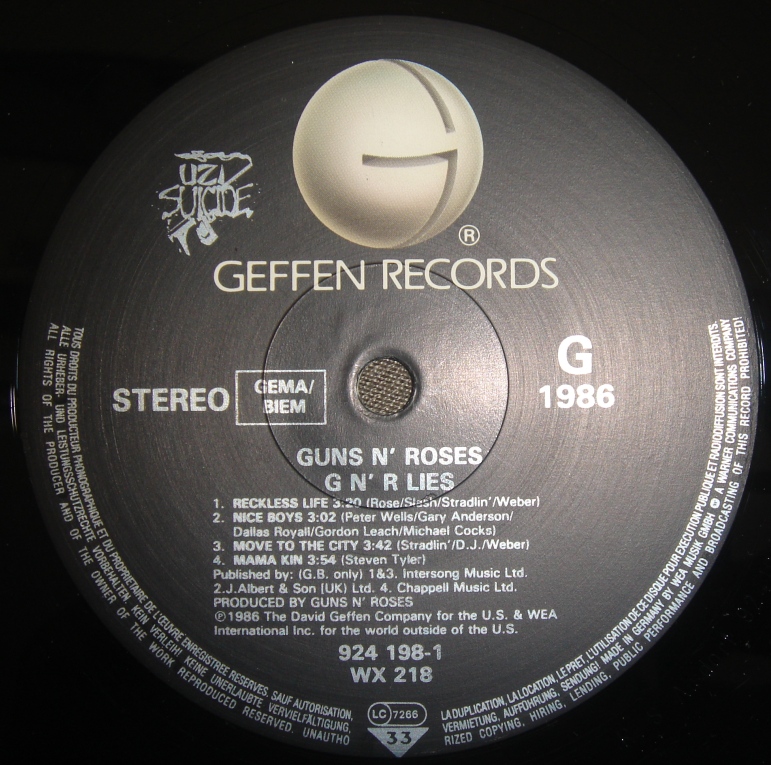 UZI
SUICIDE
®
GEFFEN RECORDS
STEREO
GEMA/
BIEM
G
1986
GUNS N' ROSES
G N' R LIES
1. RECKLESS LIFE 3:20 (Rose/Slash/Stradlin'/Weber)
2. NICE BOYS 3:02 (Peter Wells/Gary Anderson/
Dallas Royall/Gordon Leach/Michael Cocks)
3. MOVE TO THE CITY 3:42 (Stradlin'/D.J./Weber)
4. MAMA KIN 3:54 (Steven Tyler)
Published by: (G.B. only) 1&3. Intersong Music Ltd.
2.J.Albert & Son (UK) Ltd. 4. Chappell Music Ltd.
PRODUCED BY GUNS N' ROSES
℗1986 The David Geffen Company for the U.S. & WEA
International Inc. for the world outside of the U.S.
924 198-1
WX 218
LC 7266
33
TOUS DROITS DU PRODUCTEUR PHONOGRAPHIQUE ET DU PROPRIETAIRE DE L'ŒUVRE ENREGISTREE RESERVES. SAUF AUTORISATION, LA DUPLICATION, LA LOCATION, LE PRET, L'UTILISATION DE CE DISQUE POUR EXECUTION PUBLIQUE ET RADIODIFFUSION SONT INTERDITS.
ALLE URHEBER- UND LEISTUNGSSCHUTZRECHTE VORBEHALTEN. KEIN VERLEIH! KEINE UNERLAUBTE VERVIELFÄLTIGUNG, VERMIETUNG, AUFFÜHRUNG, SENDUNG! MADE IN GERMANY BY WEA MUSIK GMBH A WARNER COMMUNICATIONS COMPANY
ALL RIGHTS OF THE PRODUCER AND OF THE OWNER OF THE WORK REPRODUCED RESERVED. UNAUTHORIZED COPYING, HIRING, LENDING, PUBLIC PERFORMANCE AND BROADCASTING OF THIS RECORD PROHIBITED!